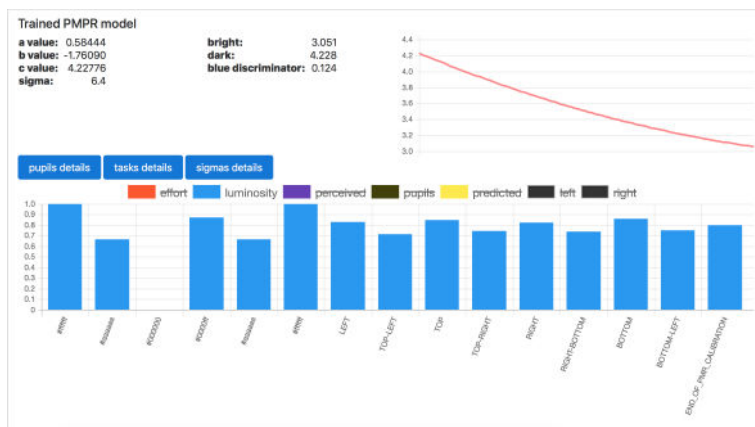 Trained PMPR model
a value: 0.58444 bright: 3.051
b value: -1.76090 dark: 4.228
c value: 4.22776 blue discriminator: 0.124
sigma: 6.4
4.4
4.2
4.0
3.8
3.6
3.4
3.2
3.0
pupils details tasks details sigmas details
effort luminosity perceived pupils predicted left right
1.0
0.9
0.8
0.7
0.6
0.5
0.4
0.3
0.2
0.1
0
#ffffff
#aaaaaa
#000000
#0000ff
#aaaaaa
#ffffff
LEFT
TOP-LEFT
TOP
TOP-RIGHT
RIGHT
RIGHT-BOTTOM
BOTTOM
BOTTOM-LEFT
END_OF_PMR_CALIBRATION